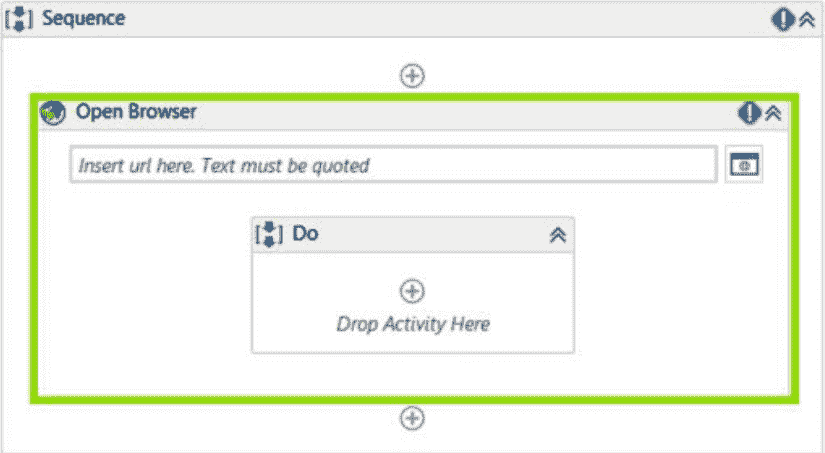 Sequence
Open Browser
Insert url here. Text must be quoted
Do
Drop Activity Here